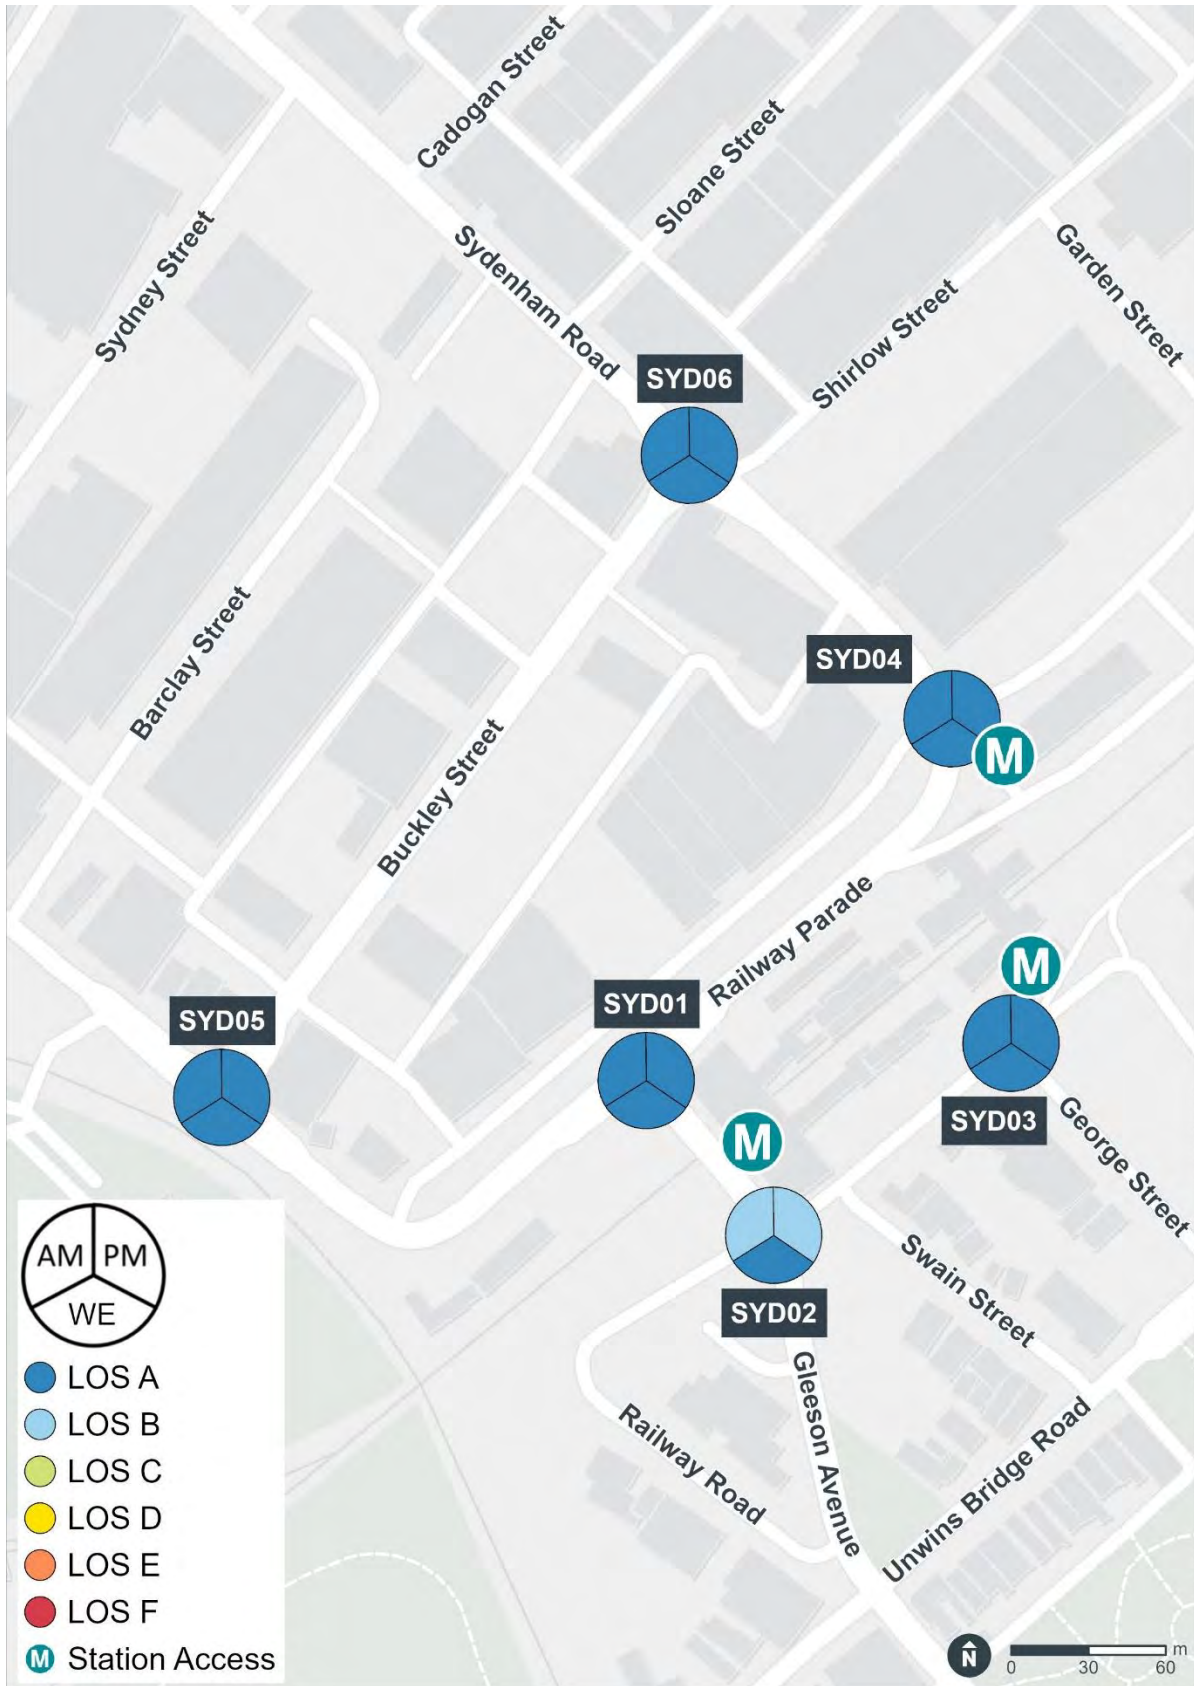 Cadogan Street
Sloane Street
Sydney Street
Sydenham Road
Garden Street
Shirlow Street
SYD06
Barclay Street
SYD04
M
Buckley Street
Railway Parade
M
SYD05
SYD01
SYD03
George Street
M
Swain Street
SYD02
Gleeson Avenue
Railway Road
Unwins Bridge Road
AM PM
WE
LOS A
LOS B
LOS C
LOS D
LOS E
LOS F
M Station Access
N
m
0 30 60